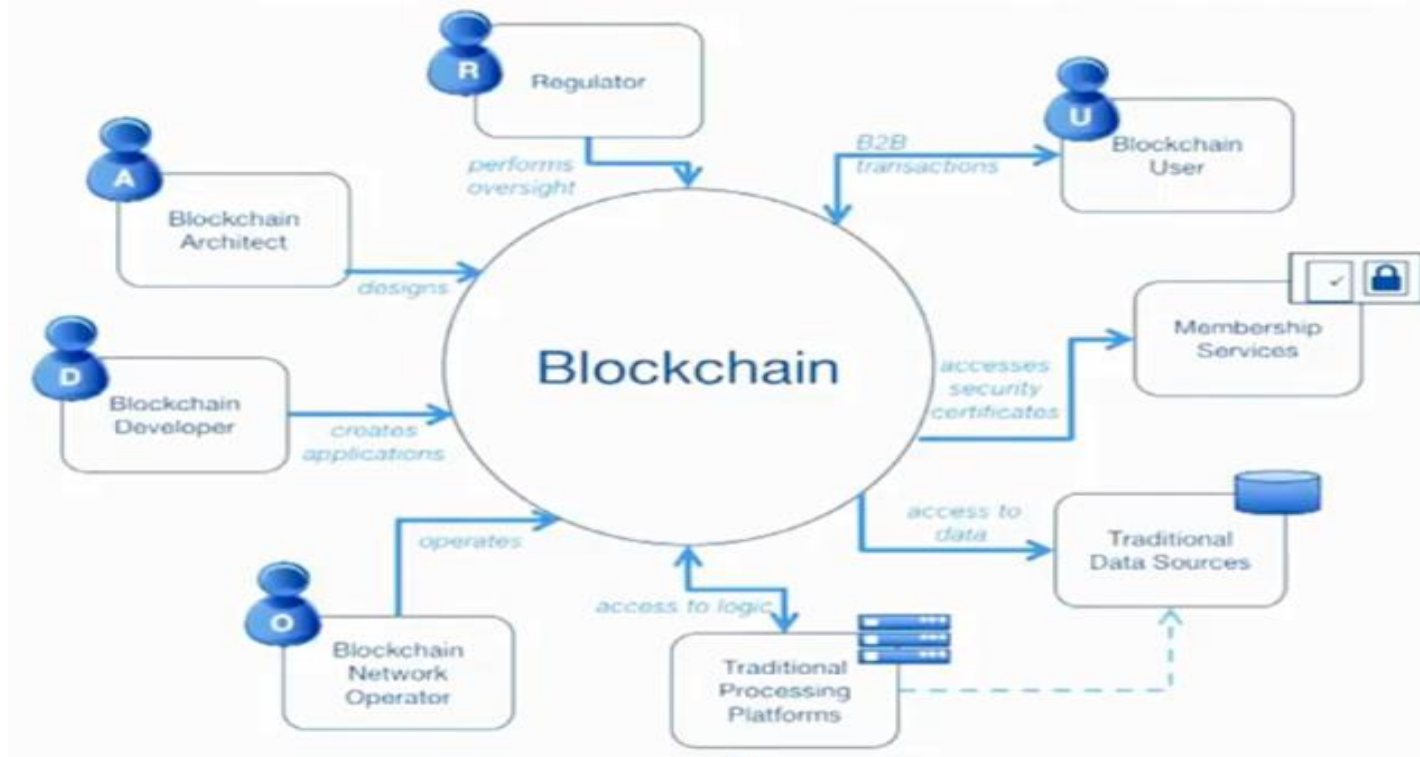 R
Regulator
performs
oversight
U
Blockchain
User
B2B
transactions
A
Blockchain
Architect
designs
Membership
Services
accesses
security
certificates
Blockchain
D
Blockchain
Developer
creates
applications
Traditional
Data Sources
access to
data
operates
O
Blockchain
Network
Operator
access to logic
Traditional
Processing
Platforms